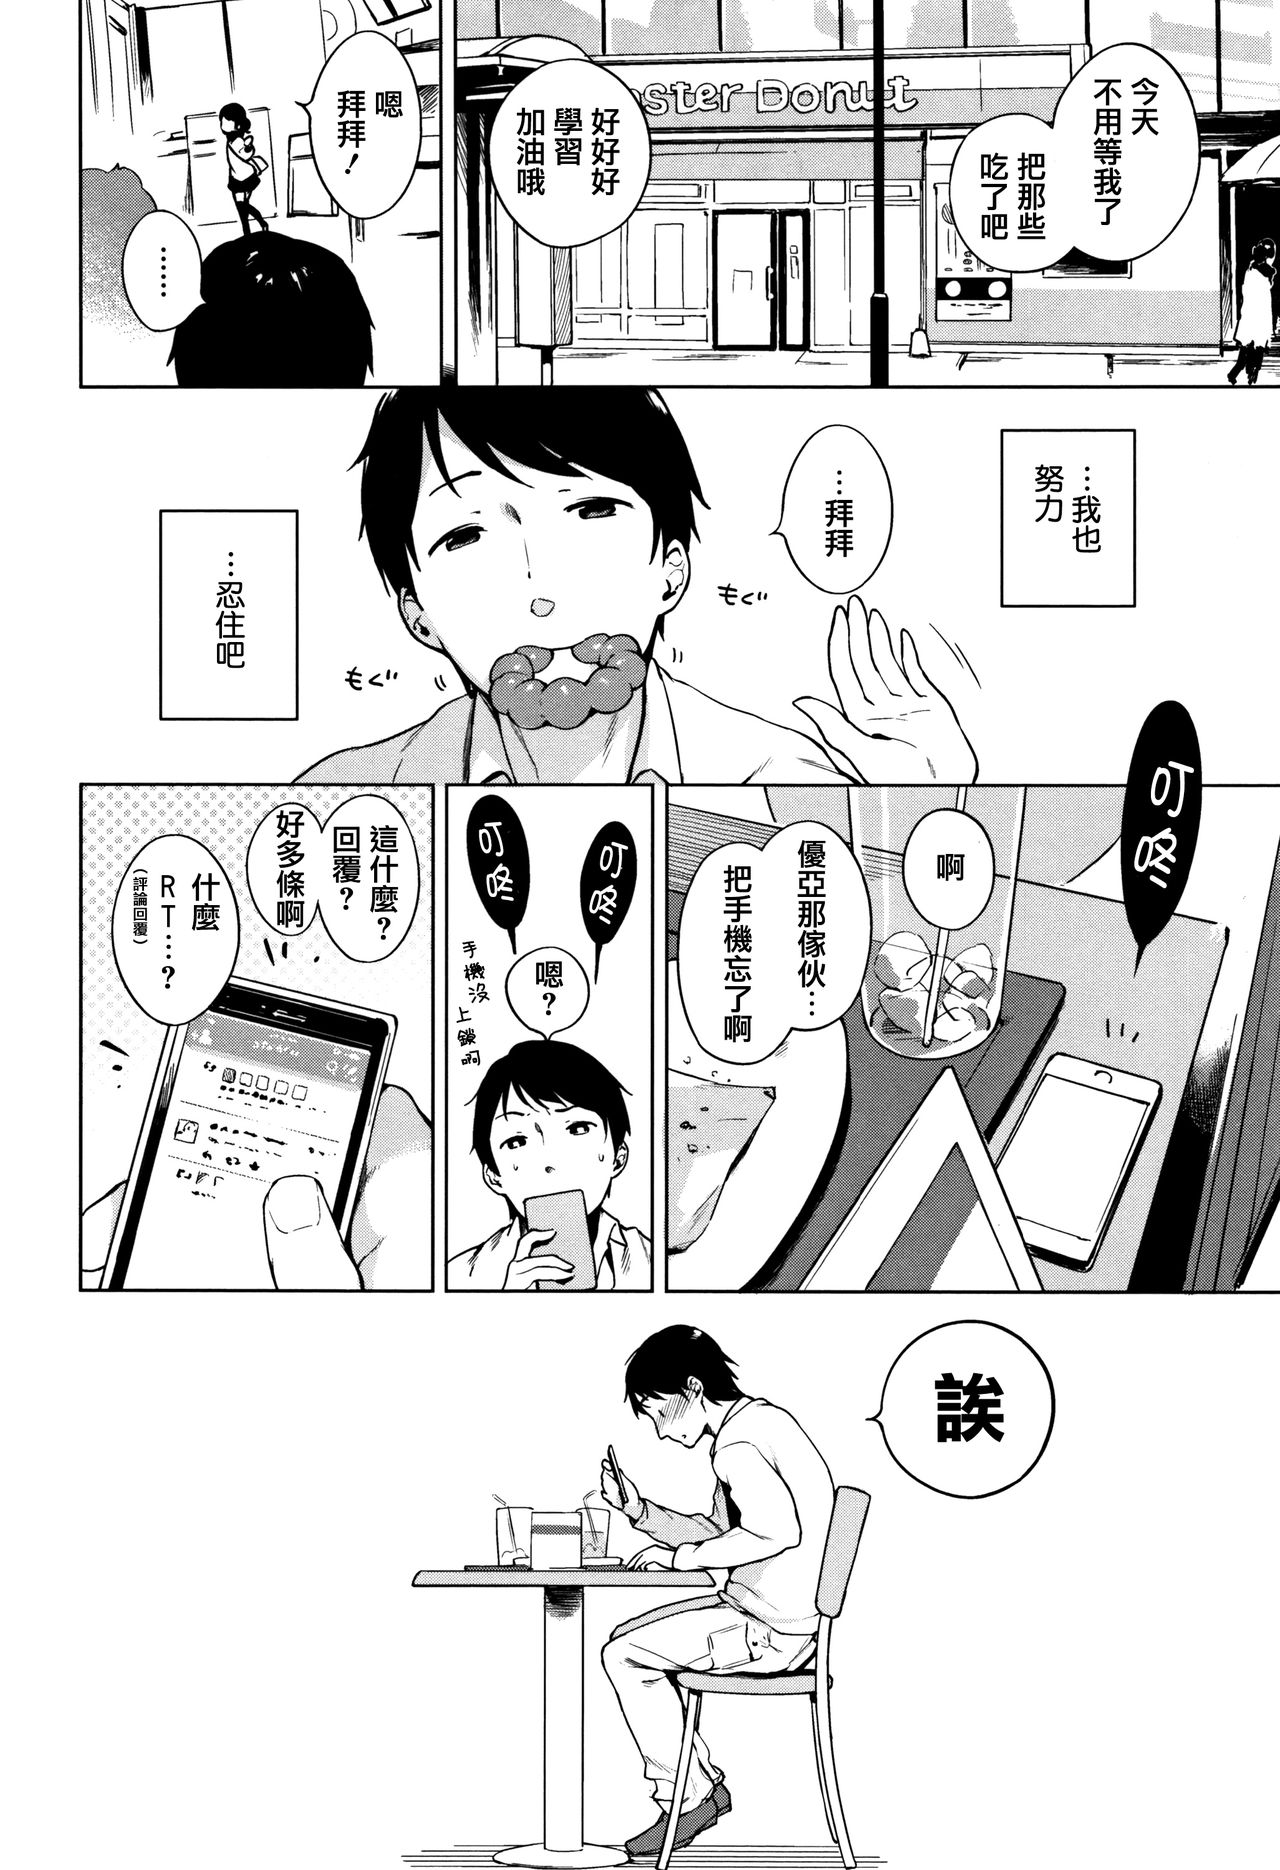 今天
不用等我了
把那些
吃了吧
aster Donut
好好好
學習
加油哦
嗯
拜拜！
……
…我也
努力
…拜拜
もぐ
もぐ
…忍住吧
叮咚
啊
優亞那傢伙…
把手機忘了啊
叮咚
叮咚
嗯？
手機沒上鎖啊
這什麼？
回覆？
好多條啊
什麼
RT…？
(評論回覆)
誒